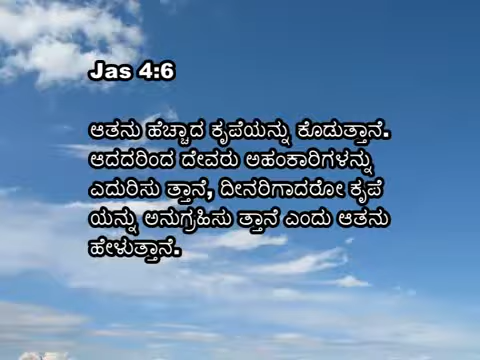 Jas 4:6
ಆತನು ಹೆಚ್ಚಾದ ಕೃಪೆಯನ್ನು ಕೊಡುತ್ತಾನೆ.
ಆದದರಿಂದ ದೇವರು ಅಹಂಕಾರಿಗಳನ್ನು
ಎದುರಿಸು ತ್ತಾನೆ, ದೀನರಿಗಾದರೋ ಕೃಪೆ
ಯನ್ನು ಅನುಗ್ರಹಿಸು ತ್ತಾನೆ ಎಂದು ಆತನು
ಹೇಳುತ್ತಾನೆ.